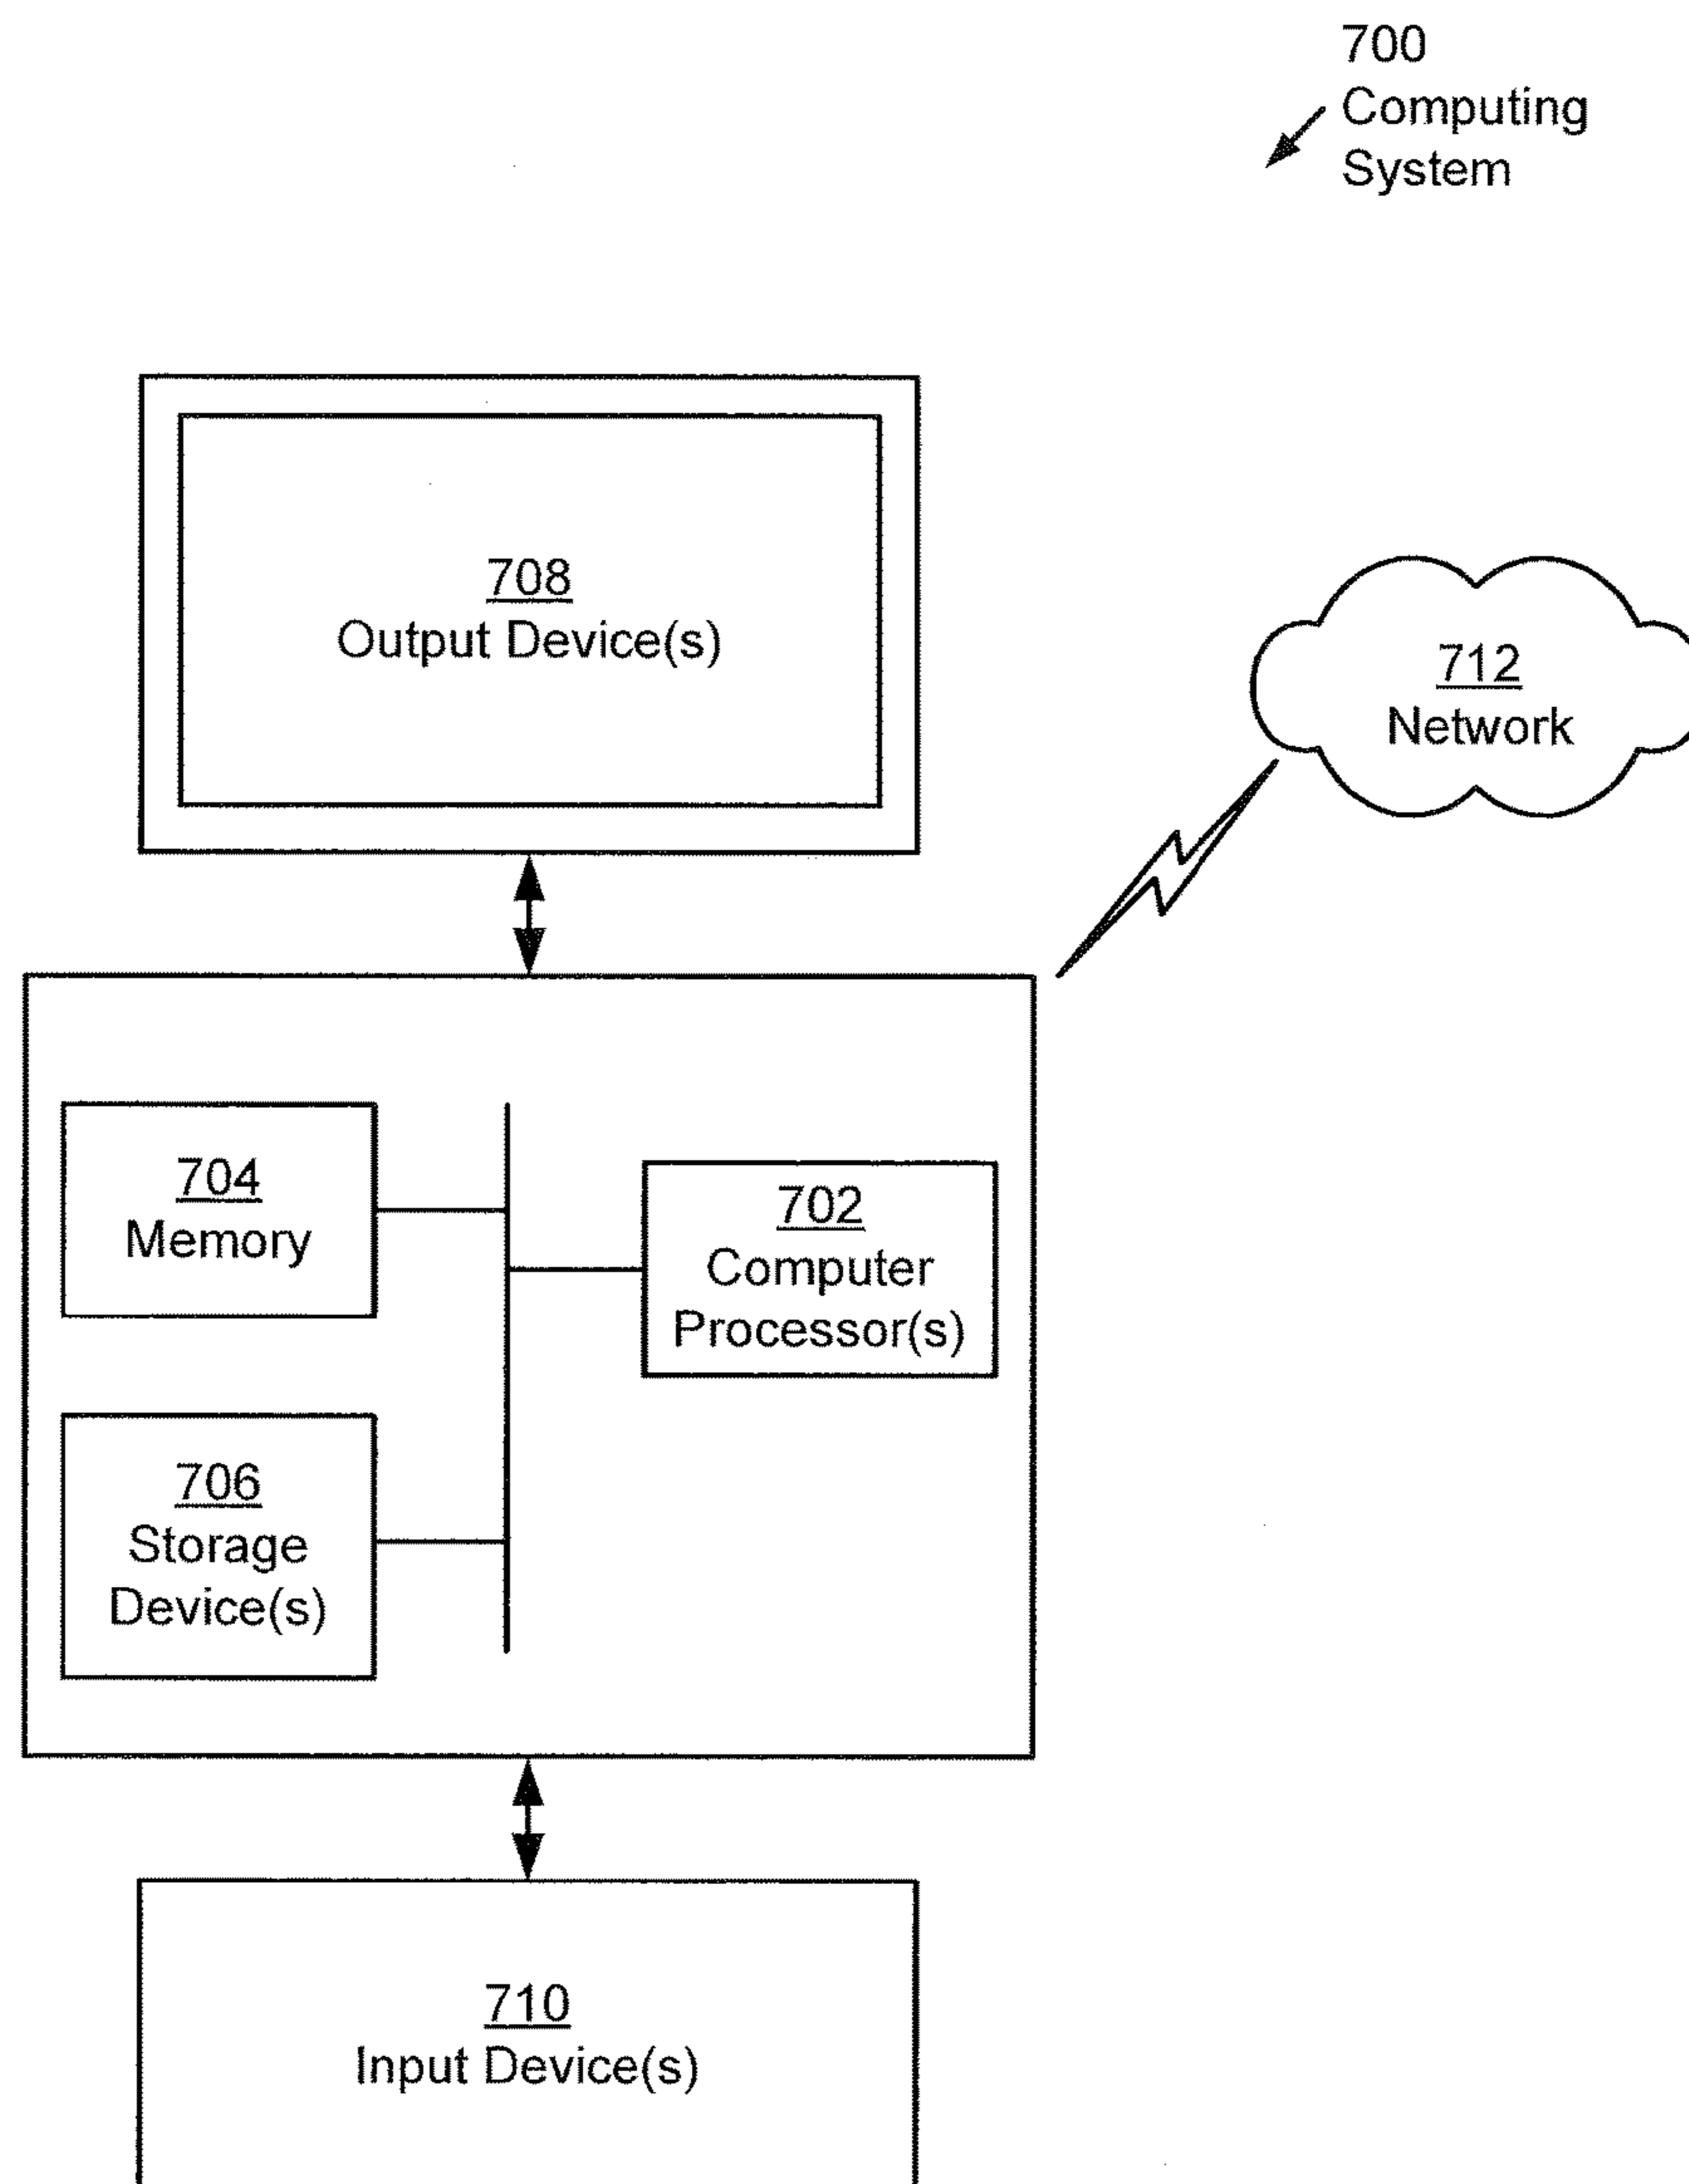 700
Computing
System
708
Output Device(s)
712
Network
704
Memory
702
Computer
Processor(s)
706
Storage
Device(s)
710
Input Device(s)